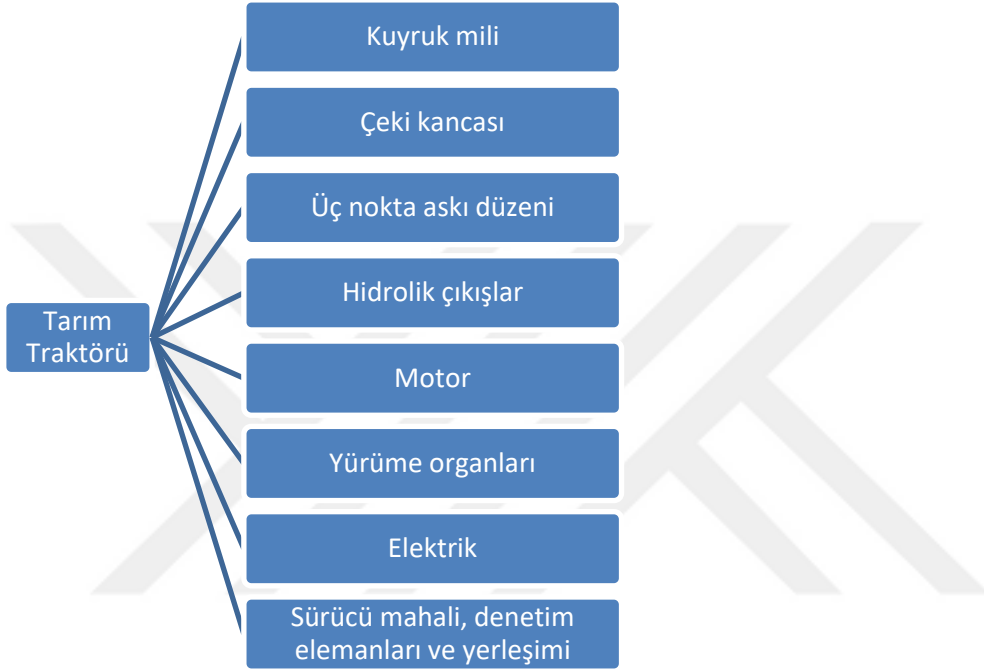 Kuyruk mili
Çeki kancası
Üç nokta askı düzeni
Hidrolik çıkışlar
Tarım
Traktörü
Motor
Yürüme organları
Elektrik
Sürücü mahali, denetim
elemanları ve yerleşimi